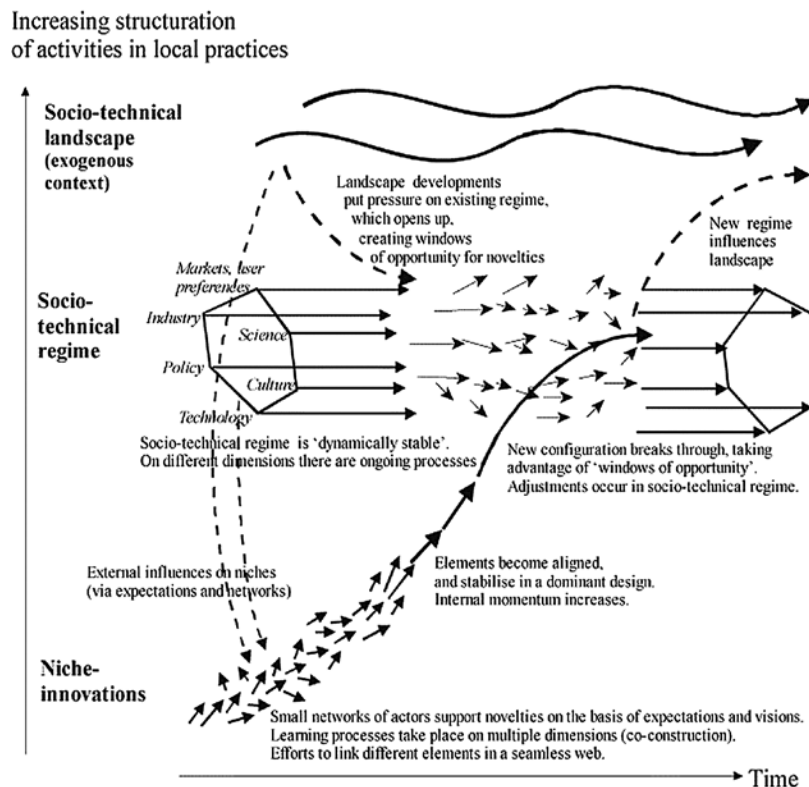 Increasing structuration
of activities in local practices
Socio-technical
landscape
(exogenous
context)
Landscape developments
put pressure on existing regime,
which opens up,
creating windows
of opportunity for novelties
New regime
influences
landscape
Markets, user
preferences
Socio-
technical
regime
Industry
Science
Policy
Culture
Technology
Socio-technical regime is ‘dynamically stable’.
On different dimensions there are ongoing processes
New configuration breaks through, taking
advantage of ‘windows of opportunity’.
Adjustments occur in socio-technical regime.
External influences on niches
(via expectations and networks)
Elements become aligned,
and stabilise in a dominant design.
Internal momentum increases.
Niche-
innovations
Small networks of actors support novelties on the basis of expectations and visions.
Learning processes take place on multiple dimensions (co-construction).
Efforts to link different elements in a seamless web.
Time